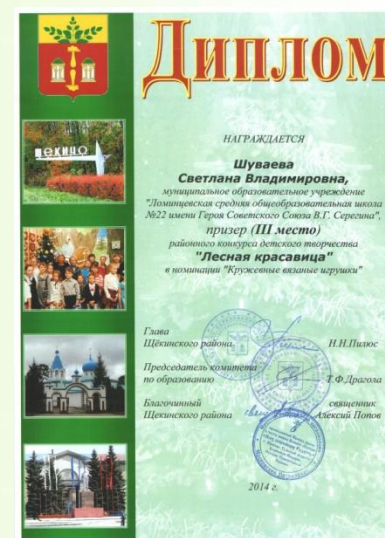 Диплом
щекино
НАГРАЖДАЕТСЯ
Шуваева
Светлана Владимировна,
муниципальное образовательное учреждение
"Ломинцевская средняя общеобразовательная школа
№22 имени Героя Советского Союза В.Г. Серегина",
призер (III место)
районного конкурса детского творчества
"Лесная красавица"
в номинации "Кружевные вязаные игрушки"
Глава
Щёкинского района Н.Н.Пилюс
Председатель комитета
по образованию Т.Ф.Драгола
Благочинный священник
Щекинского района Алексий Попов
2014 г.